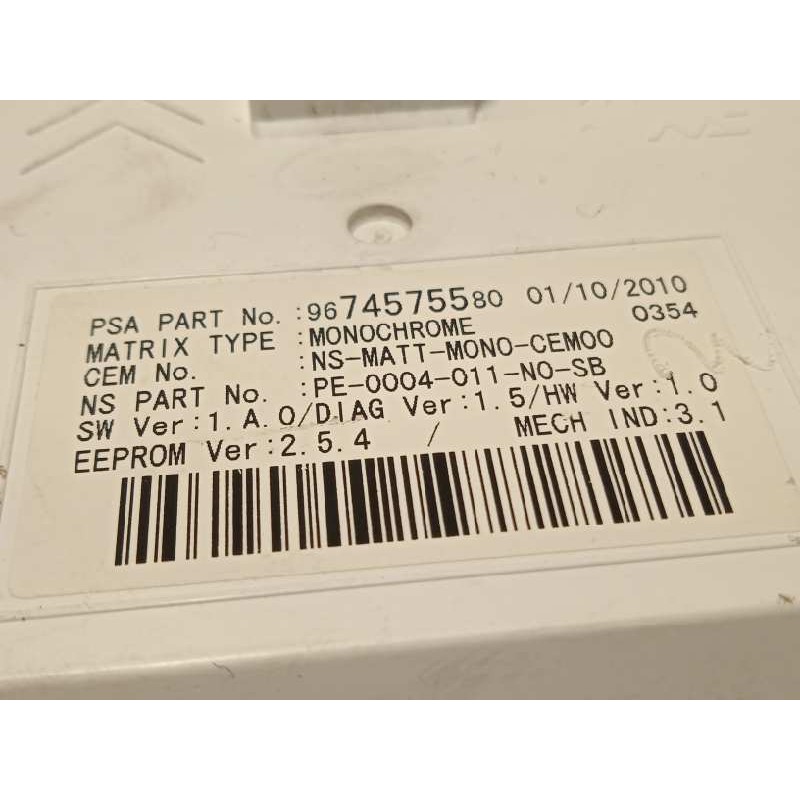 PSA PART No. :9674575580 01/10/2010
MATRIX TYPE :MONOCHROME 0354
CEM No. :NS-MATT-MONO-CEM00
NS PART No. :PE-0004-011-NO-SB
SW Ver:1.A.0/DIAG Ver:1.5/HW Ver:1.0
EEPROM Ver:2.5.4 / MECH IND:3.1